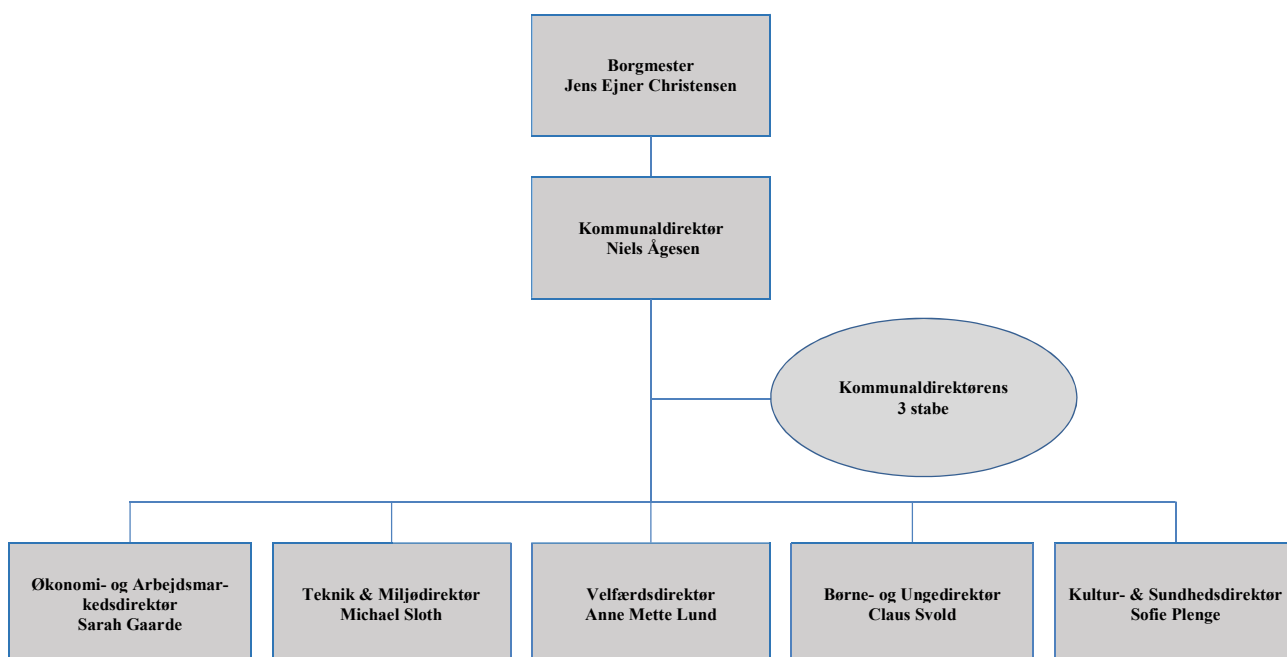 Borgmester
Jens Ejner Christensen
Kommunaldirektør
Niels Ågesen
Kommunaldirektørens
3 stabe
Økonomi- og Arbejdsmar-
kedsdirektør
Sarah Gaarde
Teknik & Miljødirektør
Michael Sloth
Velfærdsdirektør
Anne Mette Lund
Børne- og Ungedirektør
Claus Svold
Kultur- & Sundhedsdirektør
Sofie Plenge